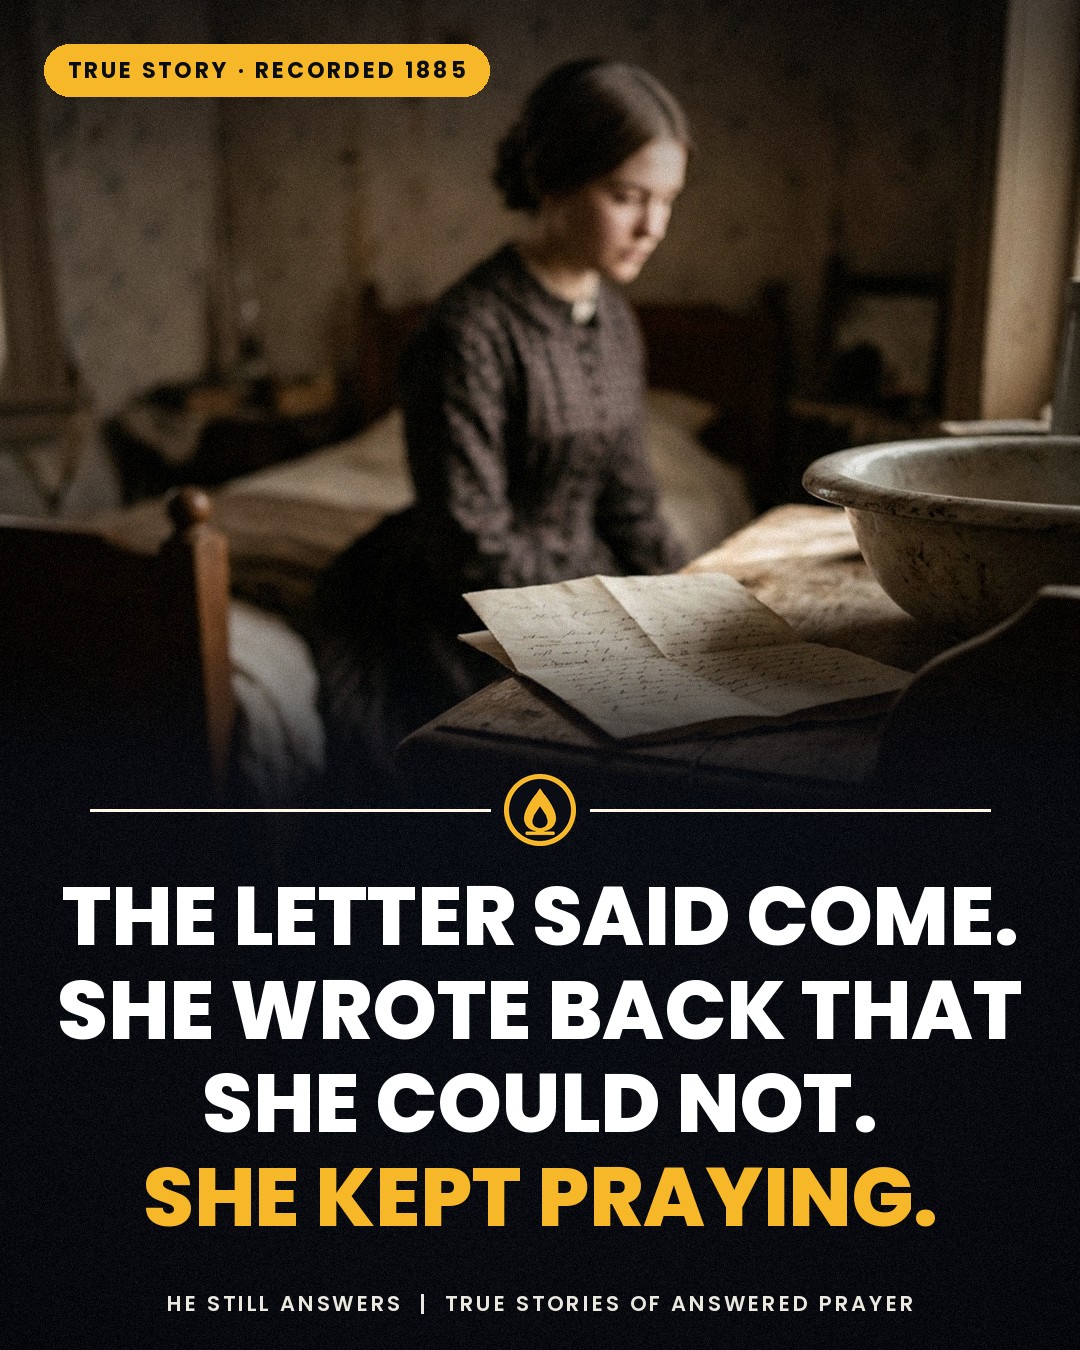 TRUE STORY · RECORDED 1885
THE LETTER SAID COME.
SHE WROTE BACK THAT
SHE COULD NOT.
SHE KEPT PRAYING.
HE STILL ANSWERS | TRUE STORIES OF ANSWERED PRAYER